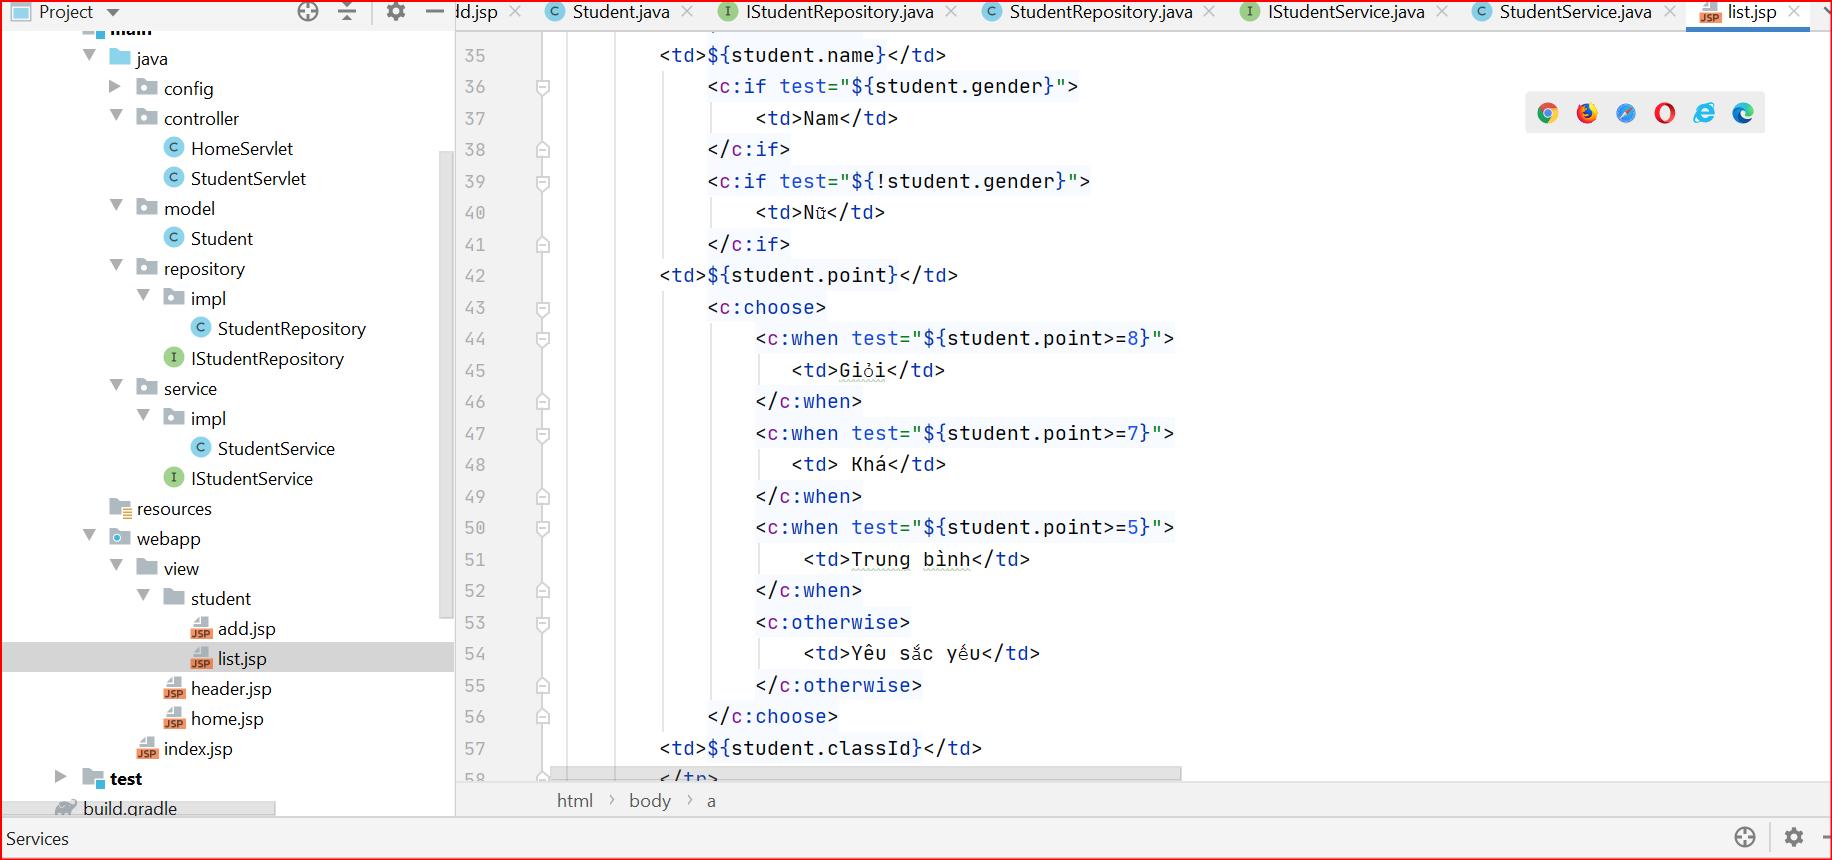 Project
dd.jsp
Student.java
IStudentRepository.java
StudentRepository.java
IStudentService.java
StudentService.java
list.jsp
main
java
config
controller
HomeServlet
StudentServlet
model
Student
repository
impl
StudentRepository
IStudentRepository
service
impl
StudentService
IStudentService
resources
webapp
view
student
add.jsp
list.jsp
header.jsp
home.jsp
index.jsp
test
build.gradle
35 <td>${student.name}</td>
36 <c:if test="${student.gender}">
37 <td>Nam</td>
38 </c:if>
39 <c:if test="${!student.gender}">
40 <td>Nữ</td>
41 </c:if>
42 <td>${student.point}</td>
43 <c:choose>
44 <c:when test="${student.point>=8}">
45 <td>Giỏi</td>
46 </c:when>
47 <c:when test="${student.point>=7}">
48 <td> Khá</td>
49 </c:when>
50 <c:when test="${student.point>=5}">
51 <td>Trung bình</td>
52 </c:when>
53 <c:otherwise>
54 <td>Yêu sắc yếu</td>
55 </c:otherwise>
56 </c:choose>
57 <td>${student.classId}</td>
58 </tr>
html > body > a
Services